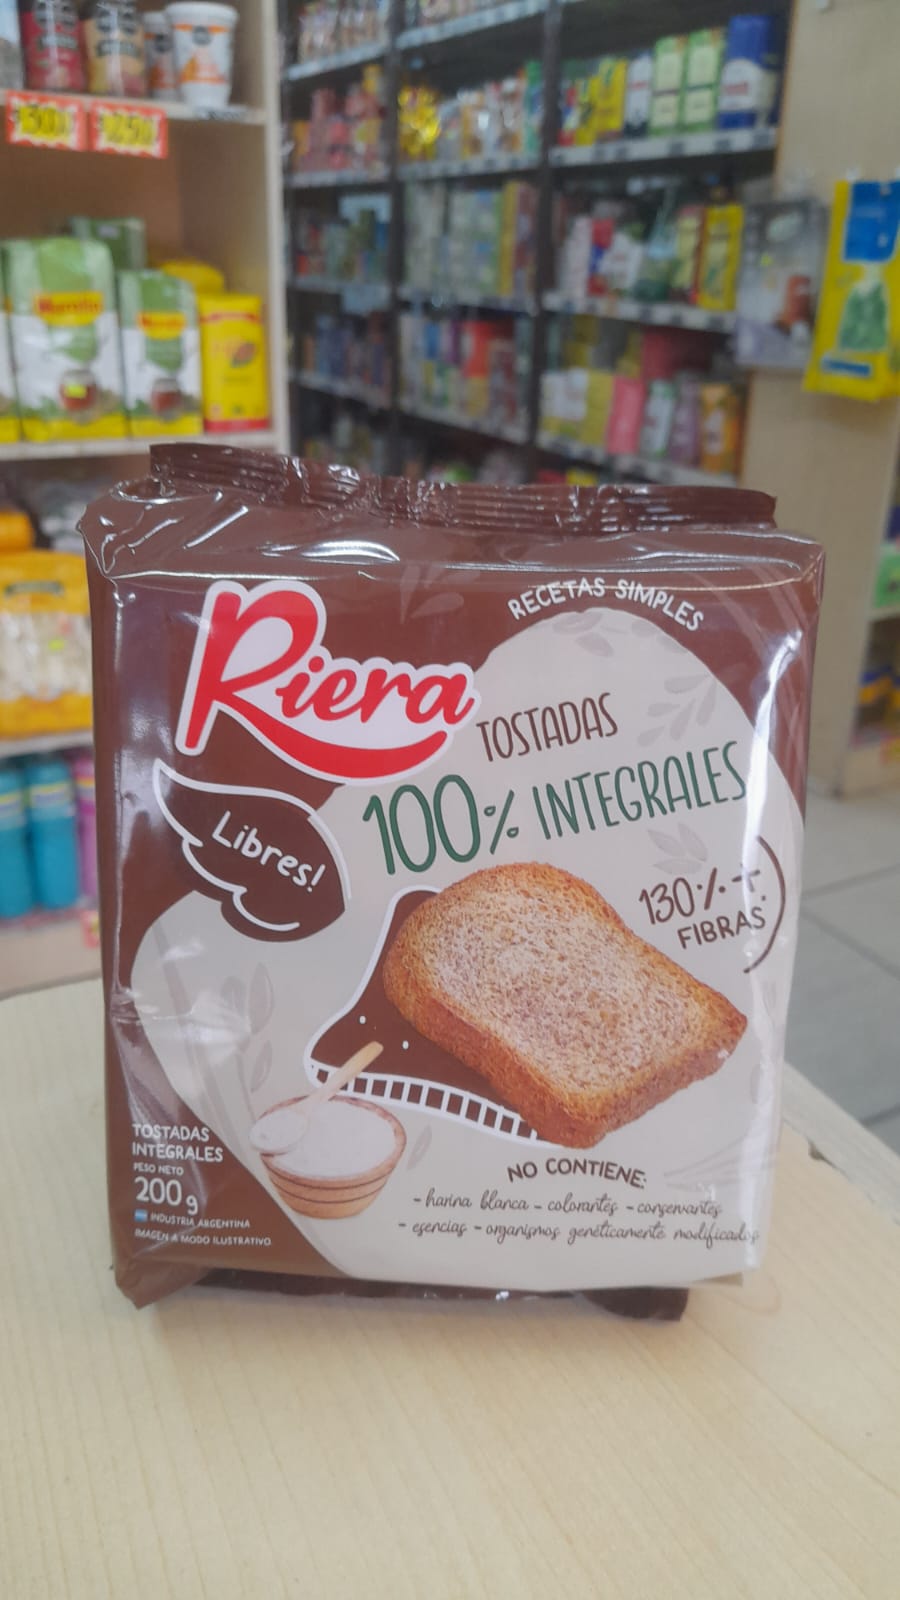 RECETAS SIMPLES
Riera
TOSTADAS
100% INTEGRALES
Libres!
130% +
FIBRAS
TOSTADAS
INTEGRALES
PESO NETO
200g
INDUSTRIA ARGENTINA
IMAGEN A MODO ILUSTRATIVO
NO CONTIENE:
- harina blanca - colorantes - conservantes
- esencias - organismos genéticamente modificados